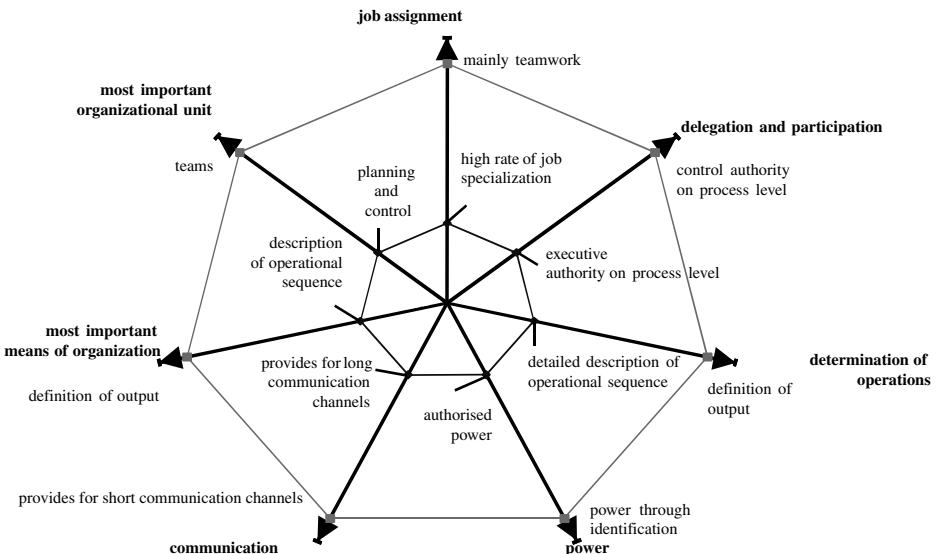 job assignment
mainly teamwork
most important
organizational unit
delegation and participation
teams
planning
and
control
high rate of job
specialization
control authority
on process level
description
of operational
sequence
executive
authority on process level
most important
means of organization
provides for long
communication
channels
detailed description of
operational sequence
determination of
operations
definition of output
definition of
output
authorised
power
provides for short communication channels
power through
identification
communication
power